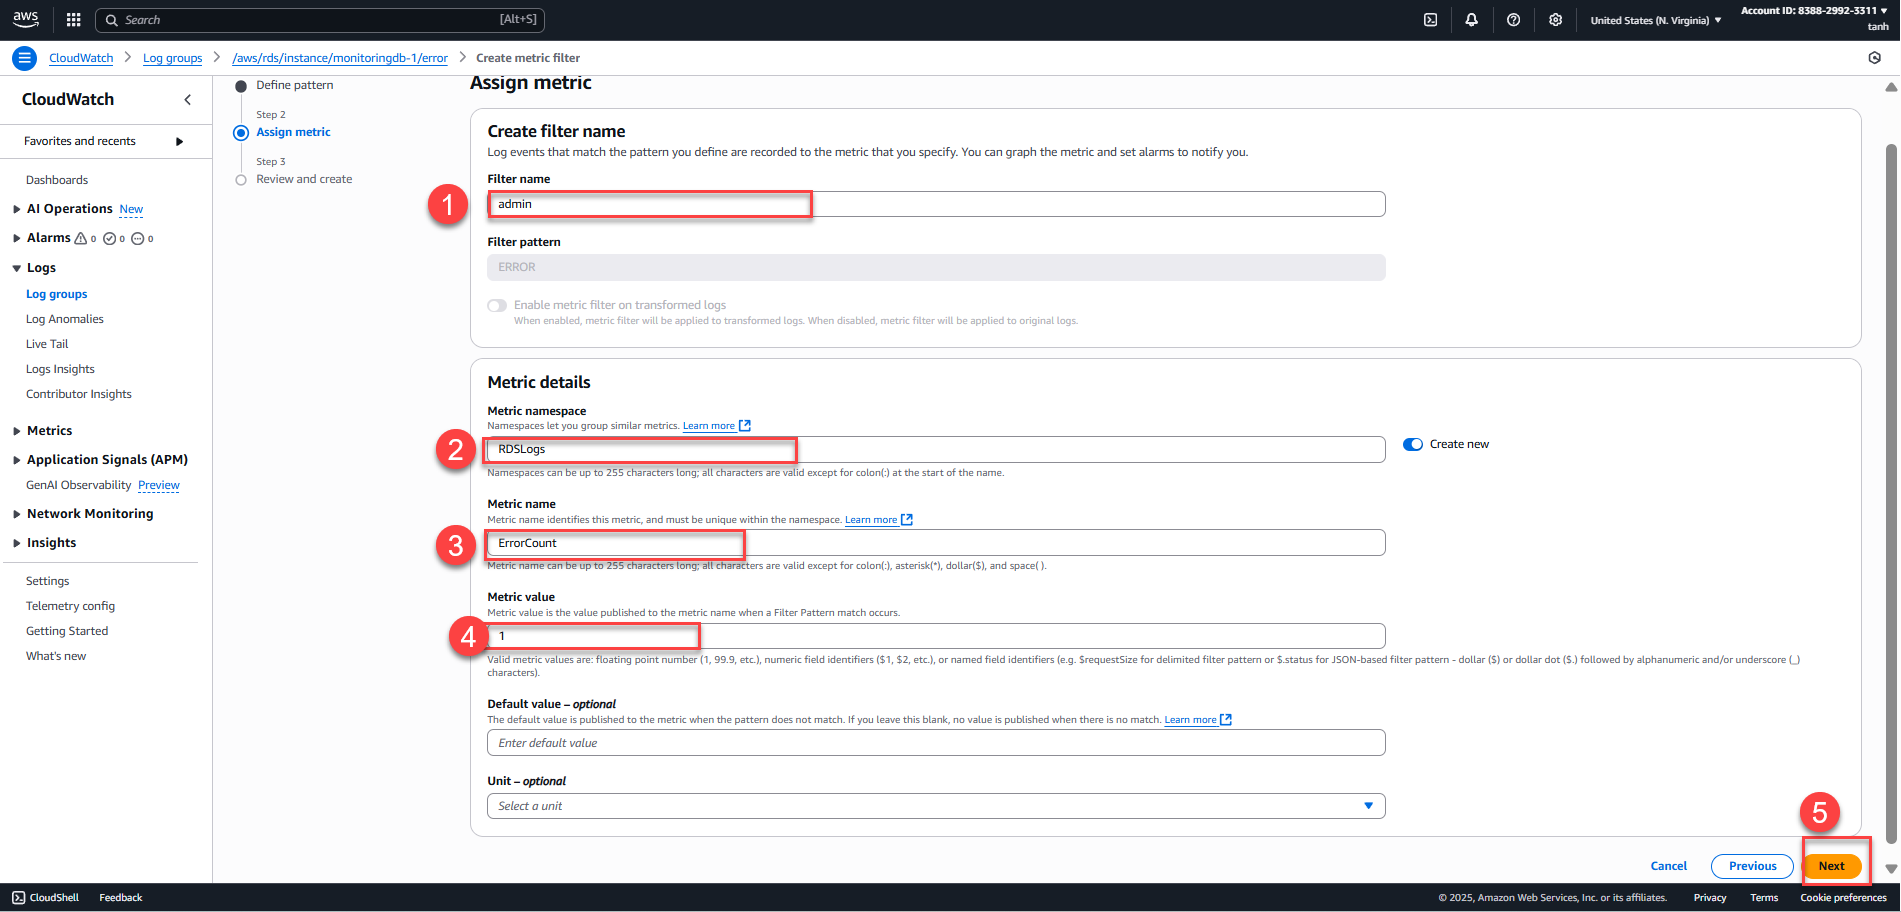 aws
Search
[Alt+S]
United States (N. Virginia)
Account ID: 8388-2992-3311
tanh
CloudWatch
Log groups
/aws/rds/instance/monitoringdb-1/error
Create metric filter
CloudWatch
Favorites and recents
Dashboards
AI Operations New
Alarms 0 0 0
Logs
Log groups
Log Anomalies
Live Tail
Logs Insights
Contributor Insights
Metrics
Application Signals (APM)
GenAI Observability Preview
Network Monitoring
Insights
Settings
Telemetry config
Getting Started
What's new
Define pattern
Step 2
Assign metric
Step 3
Review and create
Assign metric
Create filter name
Log events that match the pattern you define are recorded to the metric that you specify. You can graph the metric and set alarms to notify you.
Filter name
1
admin
Filter pattern
ERROR
Enable metric filter on transformed logs
When enabled, metric filter will be applied to transformed logs. When disabled, metric filter will be applied to original logs.
Metric details
Metric namespace
Namespaces let you group similar metrics. Learn more
2
RDSLogs
Create new
Namespaces can be up to 255 characters long; all characters are valid except for colon(:) at the start of the name.
Metric name
Metric name identifies this metric, and must be unique within the namespace. Learn more
3
ErrorCount
Metric name can be up to 255 characters long; all characters are valid except for colon(:), asterisk(*), dollar($), and space( ).
Metric value
Metric value is the value published to the metric name when a Filter Pattern match occurs.
4
1
Valid metric values are: floating point number (1, 99.9, etc.), numeric field identifiers ($1, $2, etc.), or named field identifiers (e.g. $requestSize for delimited filter pattern or $.status for JSON-based filter pattern - dollar ($) or dollar dot ($.) followed by alphanumeric and/or underscore (_)
characters).
Default value – optional
The default value is published to the metric when the pattern does not match. If you leave this blank, no value is published when there is no match. Learn more
Enter default value
Unit – optional
Select a unit
5
Cancel
Previous
Next
CloudShell
Feedback
© 2025, Amazon Web Services, Inc. or its affiliates.
Privacy
Terms
Cookie preferences